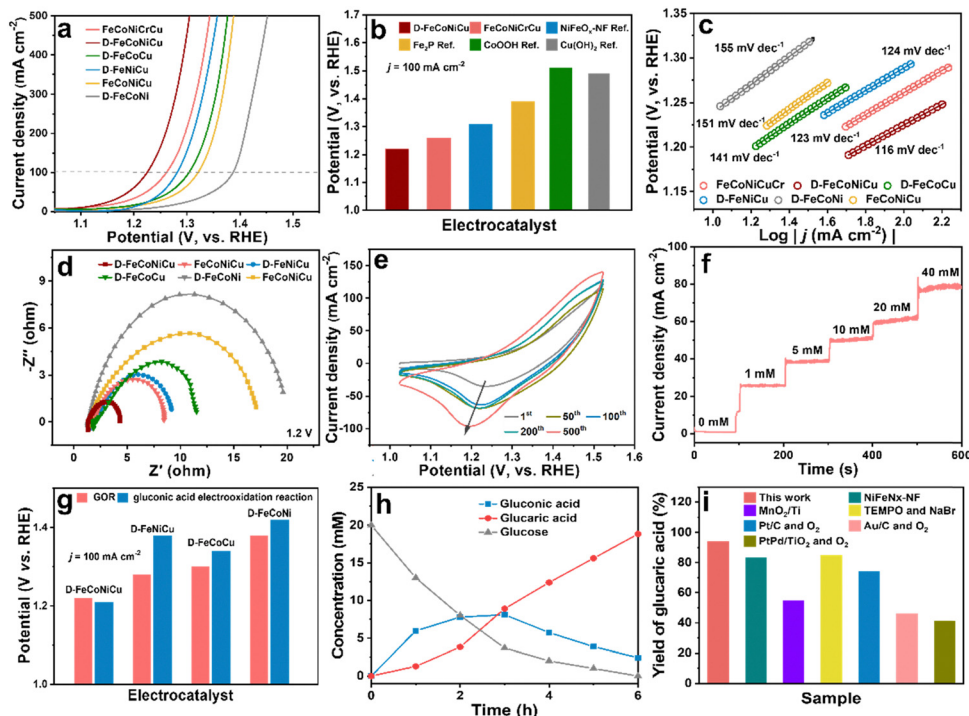 a
FeCoNiCrCu
D-FeCoNiCu
D-FeCoCu
D-FeNiCu
FeCoNiCu
D-FeCoNi
Current density (mA cm⁻²)
500
400
300
200
100
0
1.1 1.2 1.3 1.4 1.5
Potential (V, vs. RHE)
b
D-FeCoNiCu FeCoNiCrCu NiFeOₓ-NF Ref.
Fe₂P Ref. CoOOH Ref. Cu(OH)₂ Ref.
j = 100 mA cm⁻²
Potential (V, vs. RHE)
1.6
1.5
1.4
1.3
1.2
1.1
1.0
Electrocatalyst
c
155 mV dec⁻¹
124 mV dec⁻¹
151 mV dec⁻¹
123 mV dec⁻¹
141 mV dec⁻¹
116 mV dec⁻¹
FeCoNiCuCr D-FeCoNiCu D-FeCoCu
D-FeNiCu D-FeCoNi FeCoNiCu
Potential (V, vs. RHE)
1.35
1.30
1.25
1.20
1.15
1.0 1.2 1.4 1.6 1.8 2.0 2.2
Log | j (mA cm⁻²) |
d
D-FeCoNiCu FeCoNiCu D-FeNiCu
D-FeCoCu D-FeCoNi FeCoNiCu
-Z″ (ohm)
9
6
3
0
1.2 V
0 5 10 15 20
Z′ (ohm)
e
1st 50th 100th
200th 500th
Current density (mA cm⁻²)
150
100
50
0
-50
-100
1.0 1.1 1.2 1.3 1.4 1.5 1.6
Potential (V, vs. RHE)
f
0 mM
1 mM
5 mM
10 mM
20 mM
40 mM
Current density (mA cm⁻²)
100
80
60
40
20
0
0 200 400 600
Time (s)
g
GOR gluconic acid electrooxidation reaction
j = 100 mA cm⁻²
D-FeCoNiCu
D-FeNiCu
D-FeCoCu
D-FeCoNi
Potential (V vs. RHE)
1.4
1.2
1.0
Electrocatalyst
h
Gluconic acid
Glucaric acid
Glucose
Concentration (mM)
25
20
15
10
5
0
0 2 4 6
Time (h)
i
This work NiFeNx-NF
MnO₂/Ti TEMPO and NaBr
Pt/C and O₂ Au/C and O₂
PtPd/TiO₂ and O₂
Yield of glucaric acid (%)
120
100
80
60
40
20
0
Sample